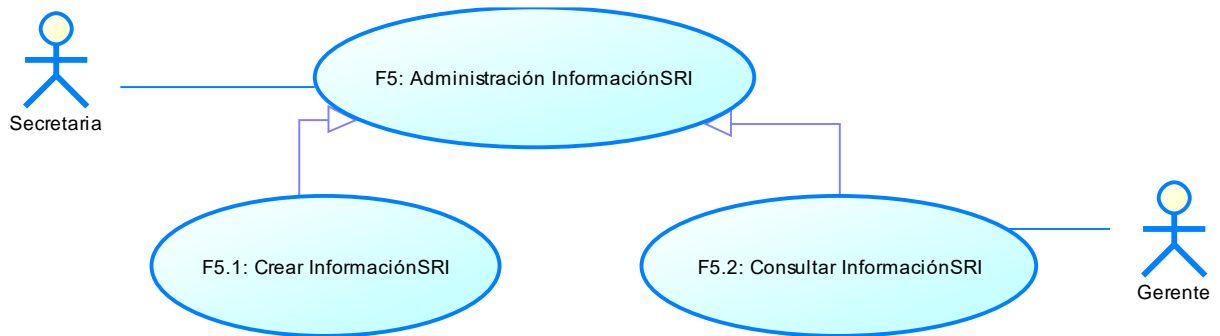 F5: Administración InformaciónSRI
Secretaria
F5.1: Crear InformaciónSRI
F5.2: Consultar InformaciónSRI
Gerente